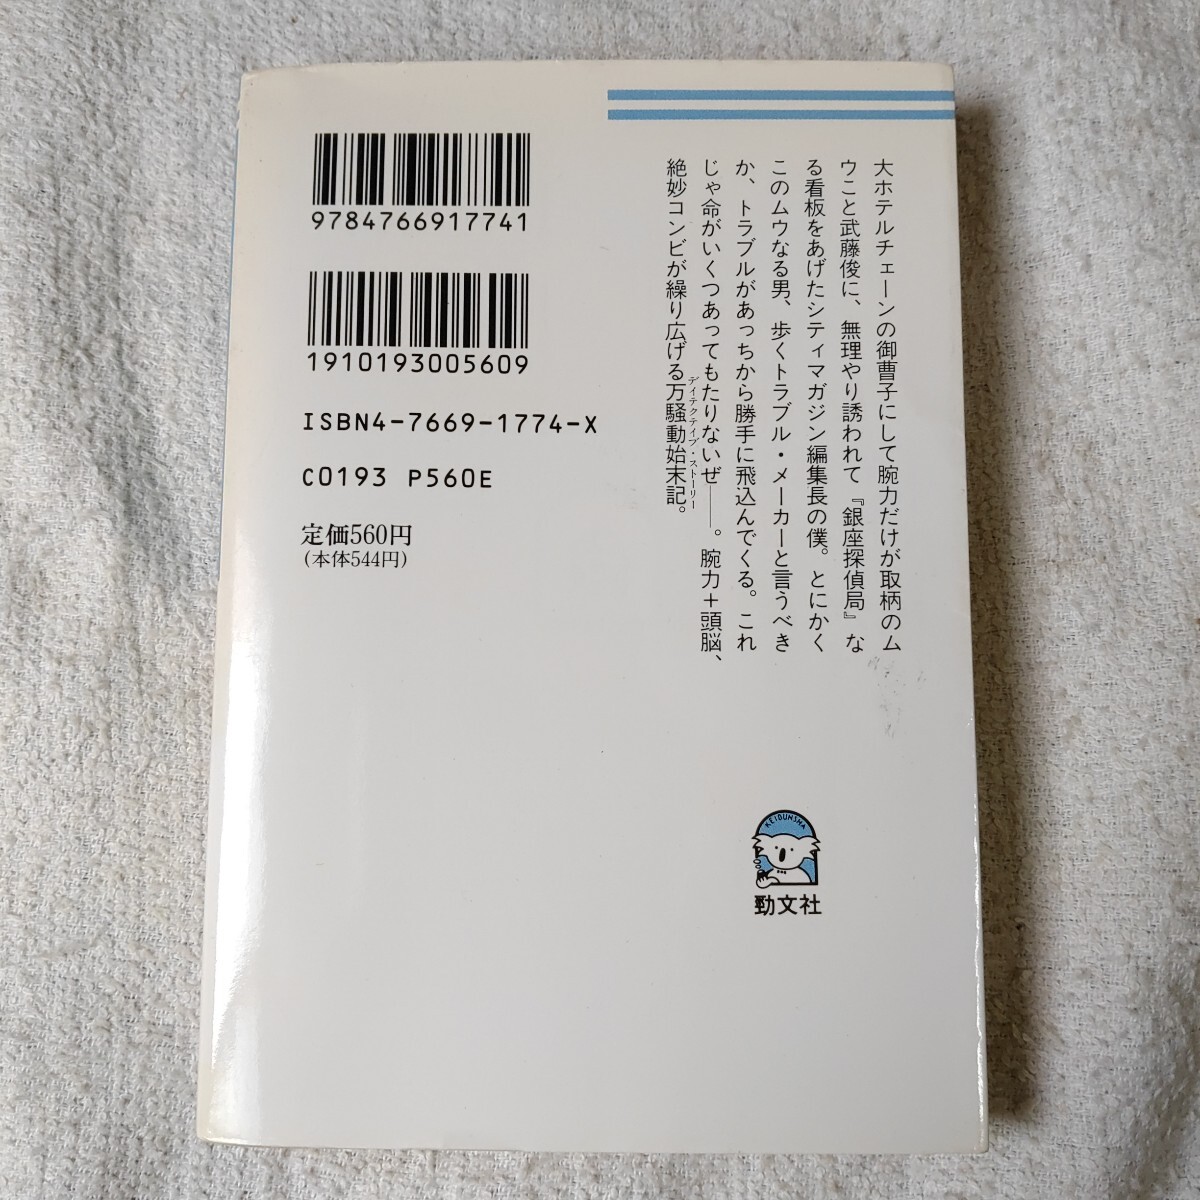 大ホテルチェーンの御曹子にして腕力だけが取柄のム
ウこと武藤俊に、無理やり誘われて『銀座探偵局』な
る看板をあげたシティマガジン編集長の僕。とにかく
このムウなる男、歩くトラブル・メーカーと言うべき
か、トラブルがあっちから勝手に飛込んでくる。これ
じゃ命がいくつあってもたりないぜ——。腕力＋頭脳、
絶妙コンビが繰り広げる万騒動始末記。
ディテクティブ・ストーリー
9784766917741
1910193005609
ISBN4-7669-1774-X
C0193 P560E
定価560円
(本体544円)
KEIBUNSHA
勁文社